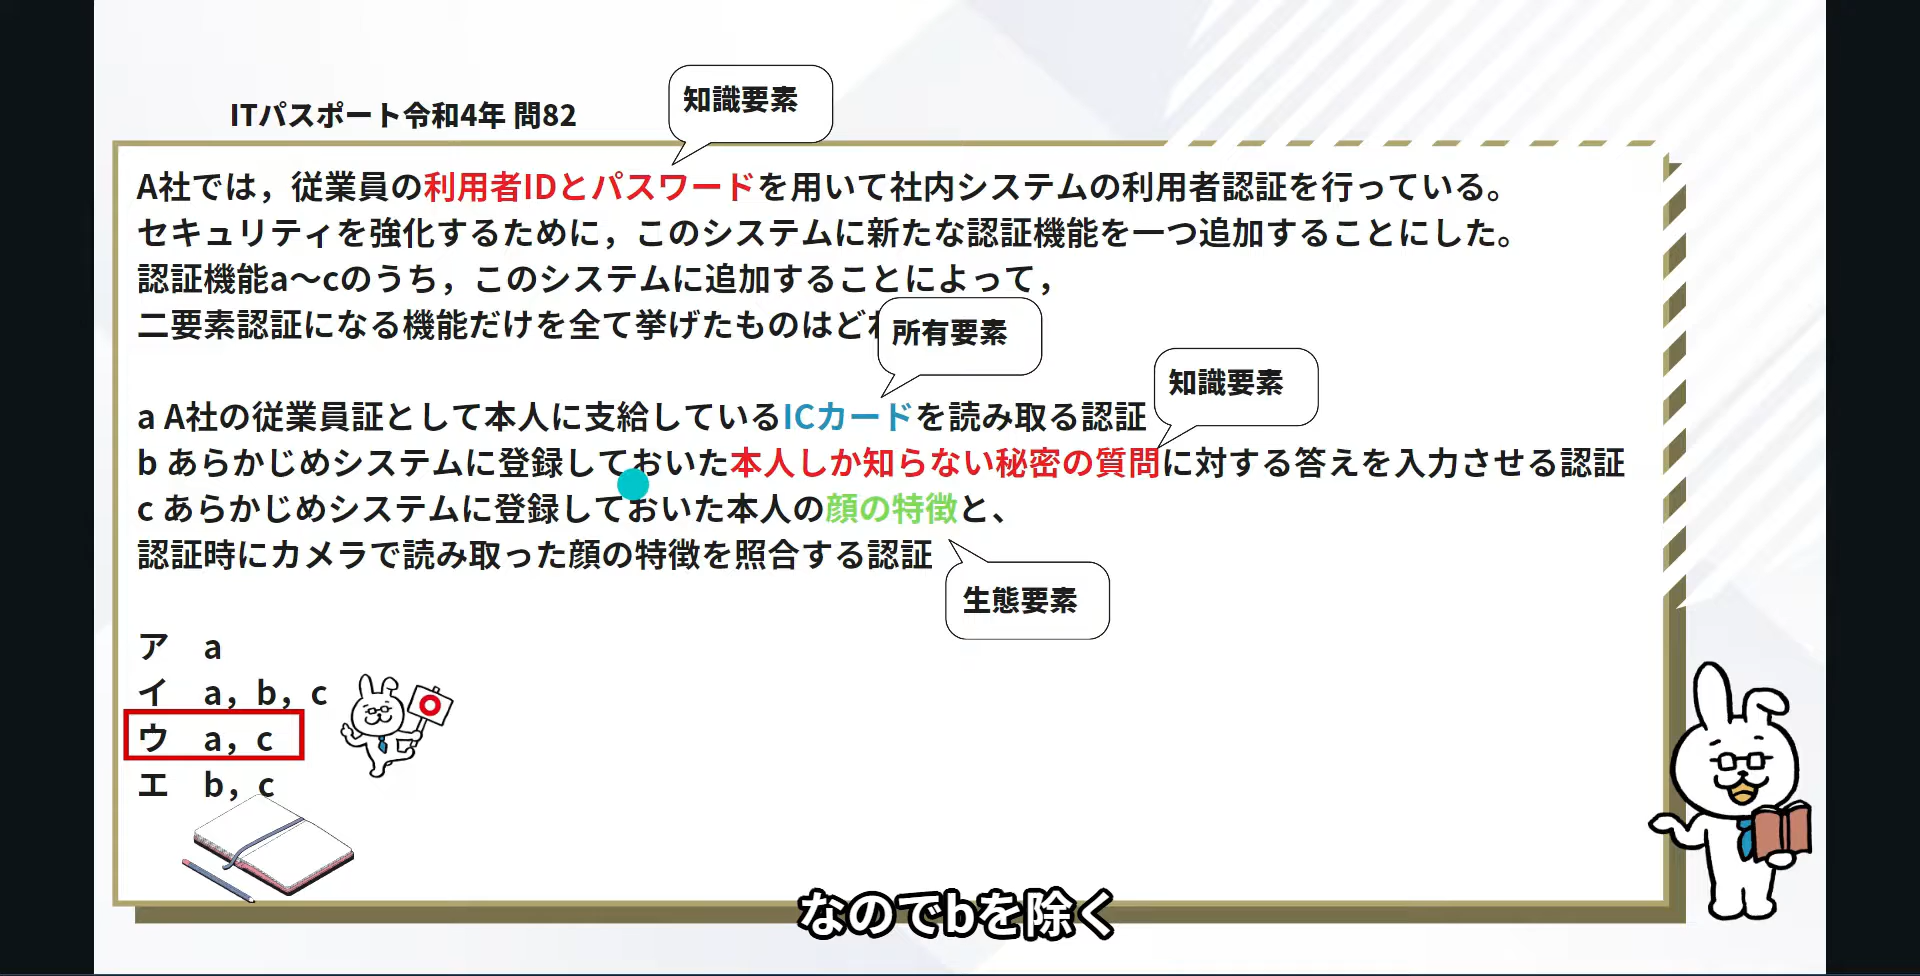 ITパスポート令和4年 問82
知識要素
A社では，従業員の利用者IDとパスワードを用いて社内システムの利用者認証を行っている。
セキュリティを強化するために，このシステムに新たな認証機能を一つ追加することにした。
認証機能a～cのうち，このシステムに追加することによって，
二要素認証になる機能だけを全て挙げたものはどれ
所有要素
知識要素
a A社の従業員証として本人に支給しているICカードを読み取る認証
b あらかじめシステムに登録しておいた本人しか知らない秘密の質問に対する答えを入力させる認証
c あらかじめシステムに登録しておいた本人の顔の特徴と、
認証時にカメラで読み取った顔の特徴を照合する認証
生態要素
ア a
イ a，b，c
ウ a，c
エ b，c
なのでbを除く